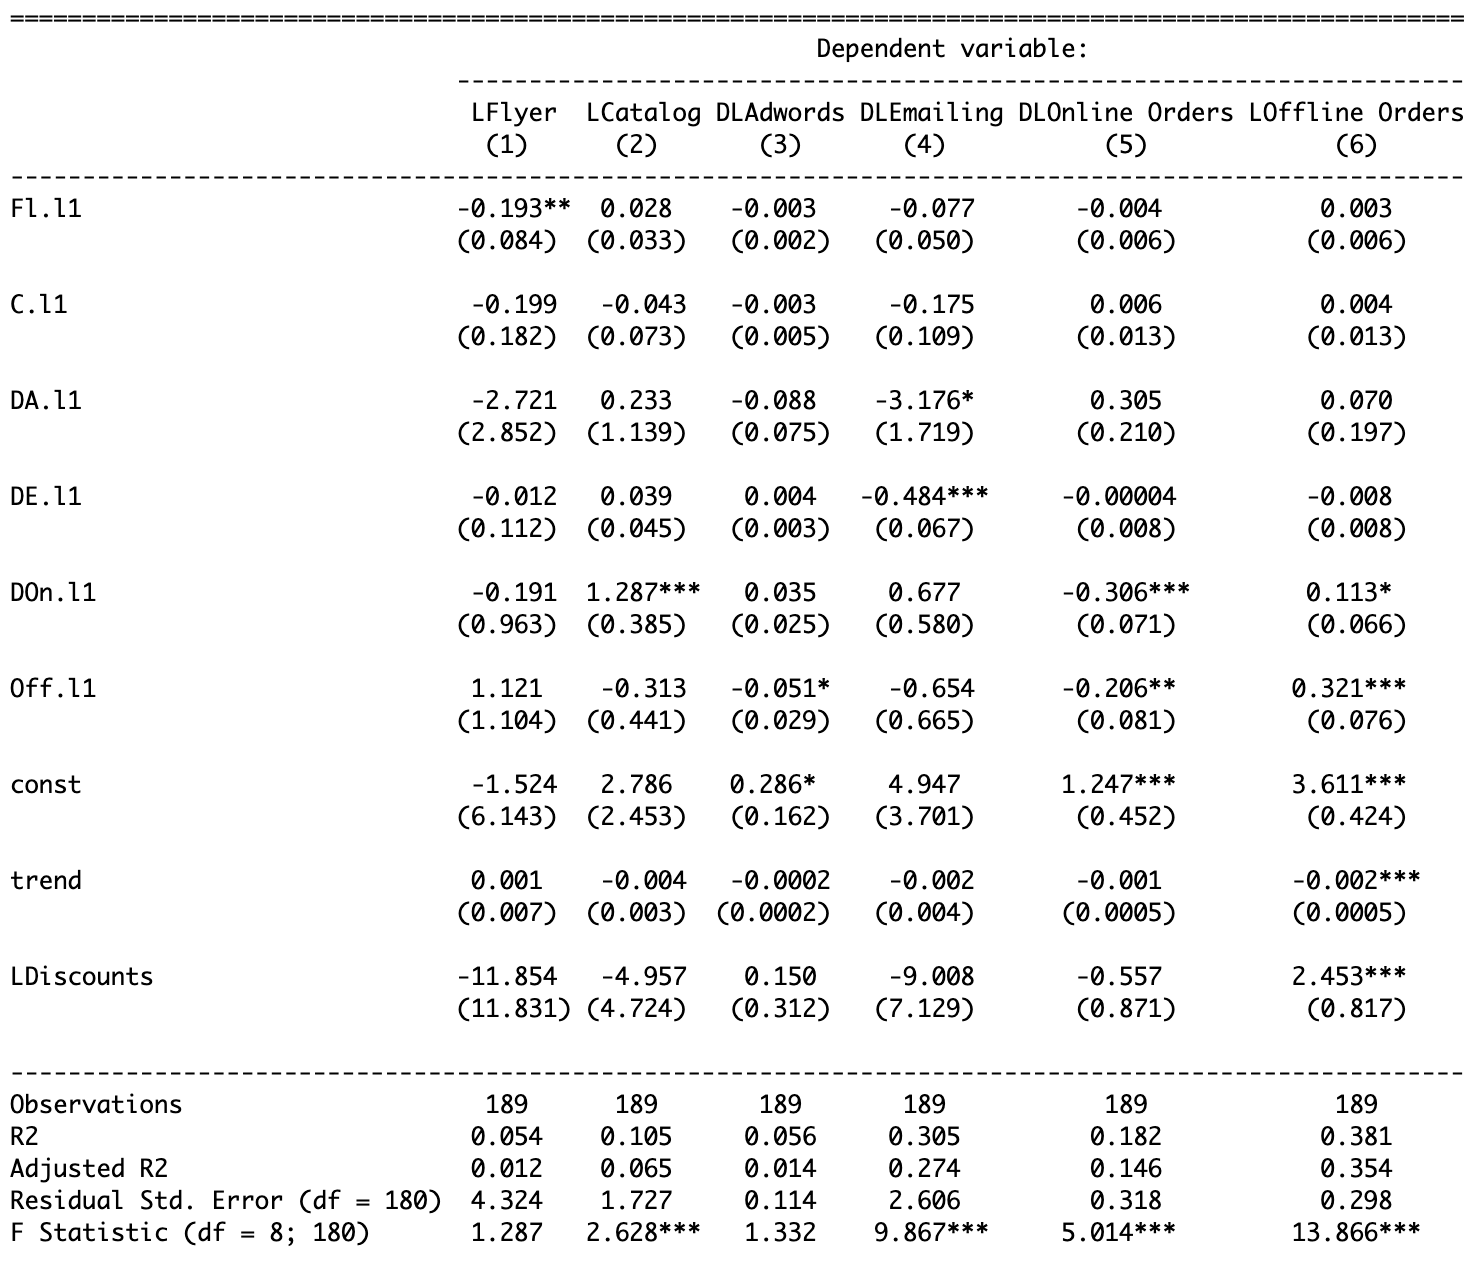 =====================================================================================================
Dependent variable:
----------------------------------------------------------------------
LFlyer LCatalog DLAdwords DLEmailing DLOnline Orders LOffline Orders
(1) (2) (3) (4) (5) (6)
-----------------------------------------------------------------------------------------------------
Fl.l1 -0.193** 0.028 -0.003 -0.077 -0.004 0.003
(0.084) (0.033) (0.002) (0.050) (0.006) (0.006)
C.l1 -0.199 -0.043 -0.003 -0.175 0.006 0.004
(0.182) (0.073) (0.005) (0.109) (0.013) (0.013)
DA.l1 -2.721 0.233 -0.088 -3.176* 0.305 0.070
(2.852) (1.139) (0.075) (1.719) (0.210) (0.197)
DE.l1 -0.012 0.039 0.004 -0.484*** -0.00004 -0.008
(0.112) (0.045) (0.003) (0.067) (0.008) (0.008)
DOn.l1 -0.191 1.287*** 0.035 0.677 -0.306*** 0.113*
(0.963) (0.385) (0.025) (0.580) (0.071) (0.066)
Off.l1 1.121 -0.313 -0.051* -0.654 -0.206** 0.321***
(1.104) (0.441) (0.029) (0.665) (0.081) (0.076)
const -1.524 2.786 0.286* 4.947 1.247*** 3.611***
(6.143) (2.453) (0.162) (3.701) (0.452) (0.424)
trend 0.001 -0.004 -0.0002 -0.002 -0.001 -0.002***
(0.007) (0.003) (0.0002) (0.004) (0.0005) (0.0005)
LDiscounts -11.854 -4.957 0.150 -9.008 -0.557 2.453***
(11.831) (4.724) (0.312) (7.129) (0.871) (0.817)
-----------------------------------------------------------------------------------------------------
Observations 189 189 189 189 189 189
R2 0.054 0.105 0.056 0.305 0.182 0.381
Adjusted R2 0.012 0.065 0.014 0.274 0.146 0.354
Residual Std. Error (df = 180) 4.324 1.727 0.114 2.606 0.318 0.298
F Statistic (df = 8; 180) 1.287 2.628*** 1.332 9.867*** 5.014*** 13.866***